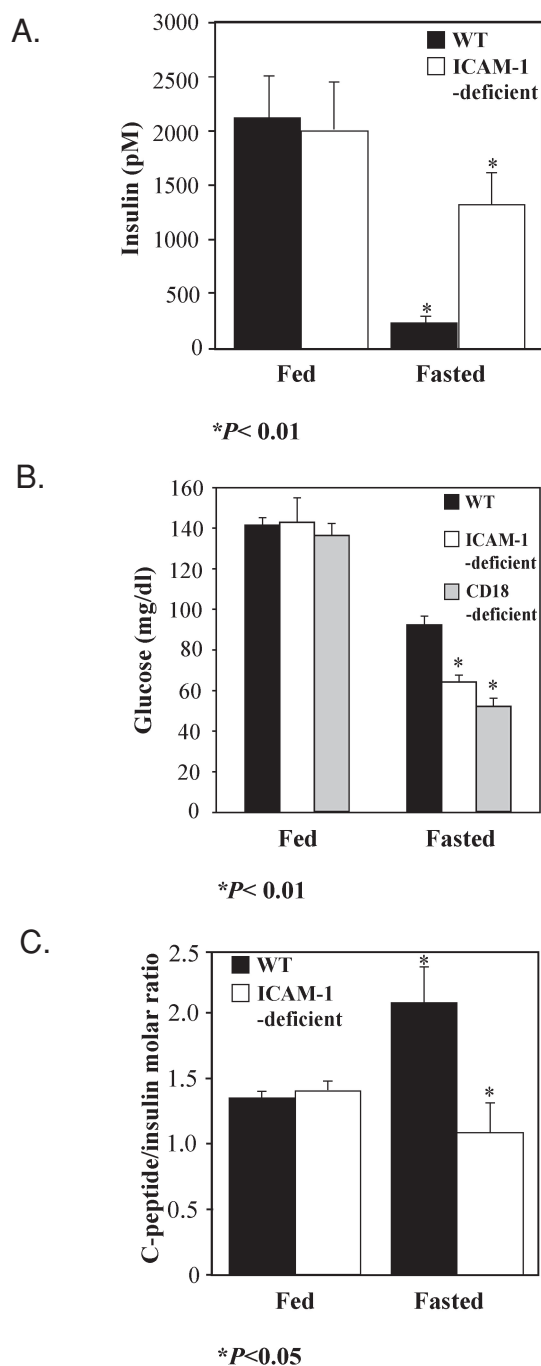 A.
Insulin (pM)
3000
2500
2000
1500
1000
500
0
WT
ICAM-1
-deficient
*
*
Fed
Fasted
*P< 0.01
B.
Glucose (mg/dl)
160
140
120
100
80
60
40
20
0
WT
ICAM-1
-deficient
CD18
-deficient
*
*
Fed
Fasted
*P< 0.01
C.
C-peptide/insulin molar ratio
2.5
2.0
1.5
1.0
0.5
0
WT
ICAM-1
-deficient
*
*
Fed
Fasted
*P<0.05